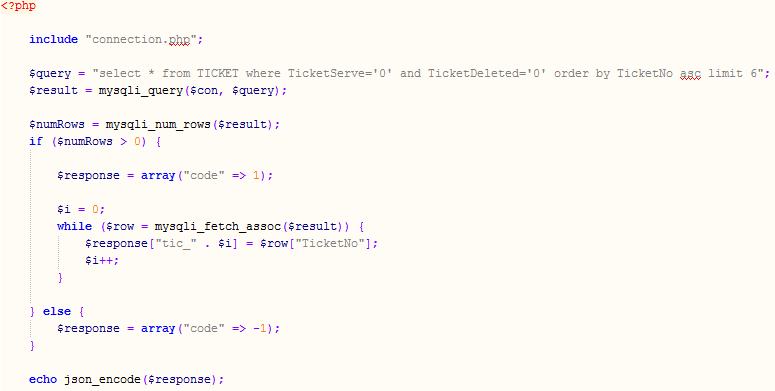 <?php
include "connection.php";
$query = "select * from TICKET where TicketServe='0' and TicketDeleted='0' order by TicketNo asc limit 6";
$result = mysqli_query($con, $query);
$numRows = mysqli_num_rows($result);
if ($numRows > 0) {
$response = array("code" => 1);
$i = 0;
while ($row = mysqli_fetch_assoc($result)) {
$response["tic_" . $i] = $row["TicketNo"];
$i++;
}
} else {
$response = array("code" => -1);
}
echo json_encode($response);